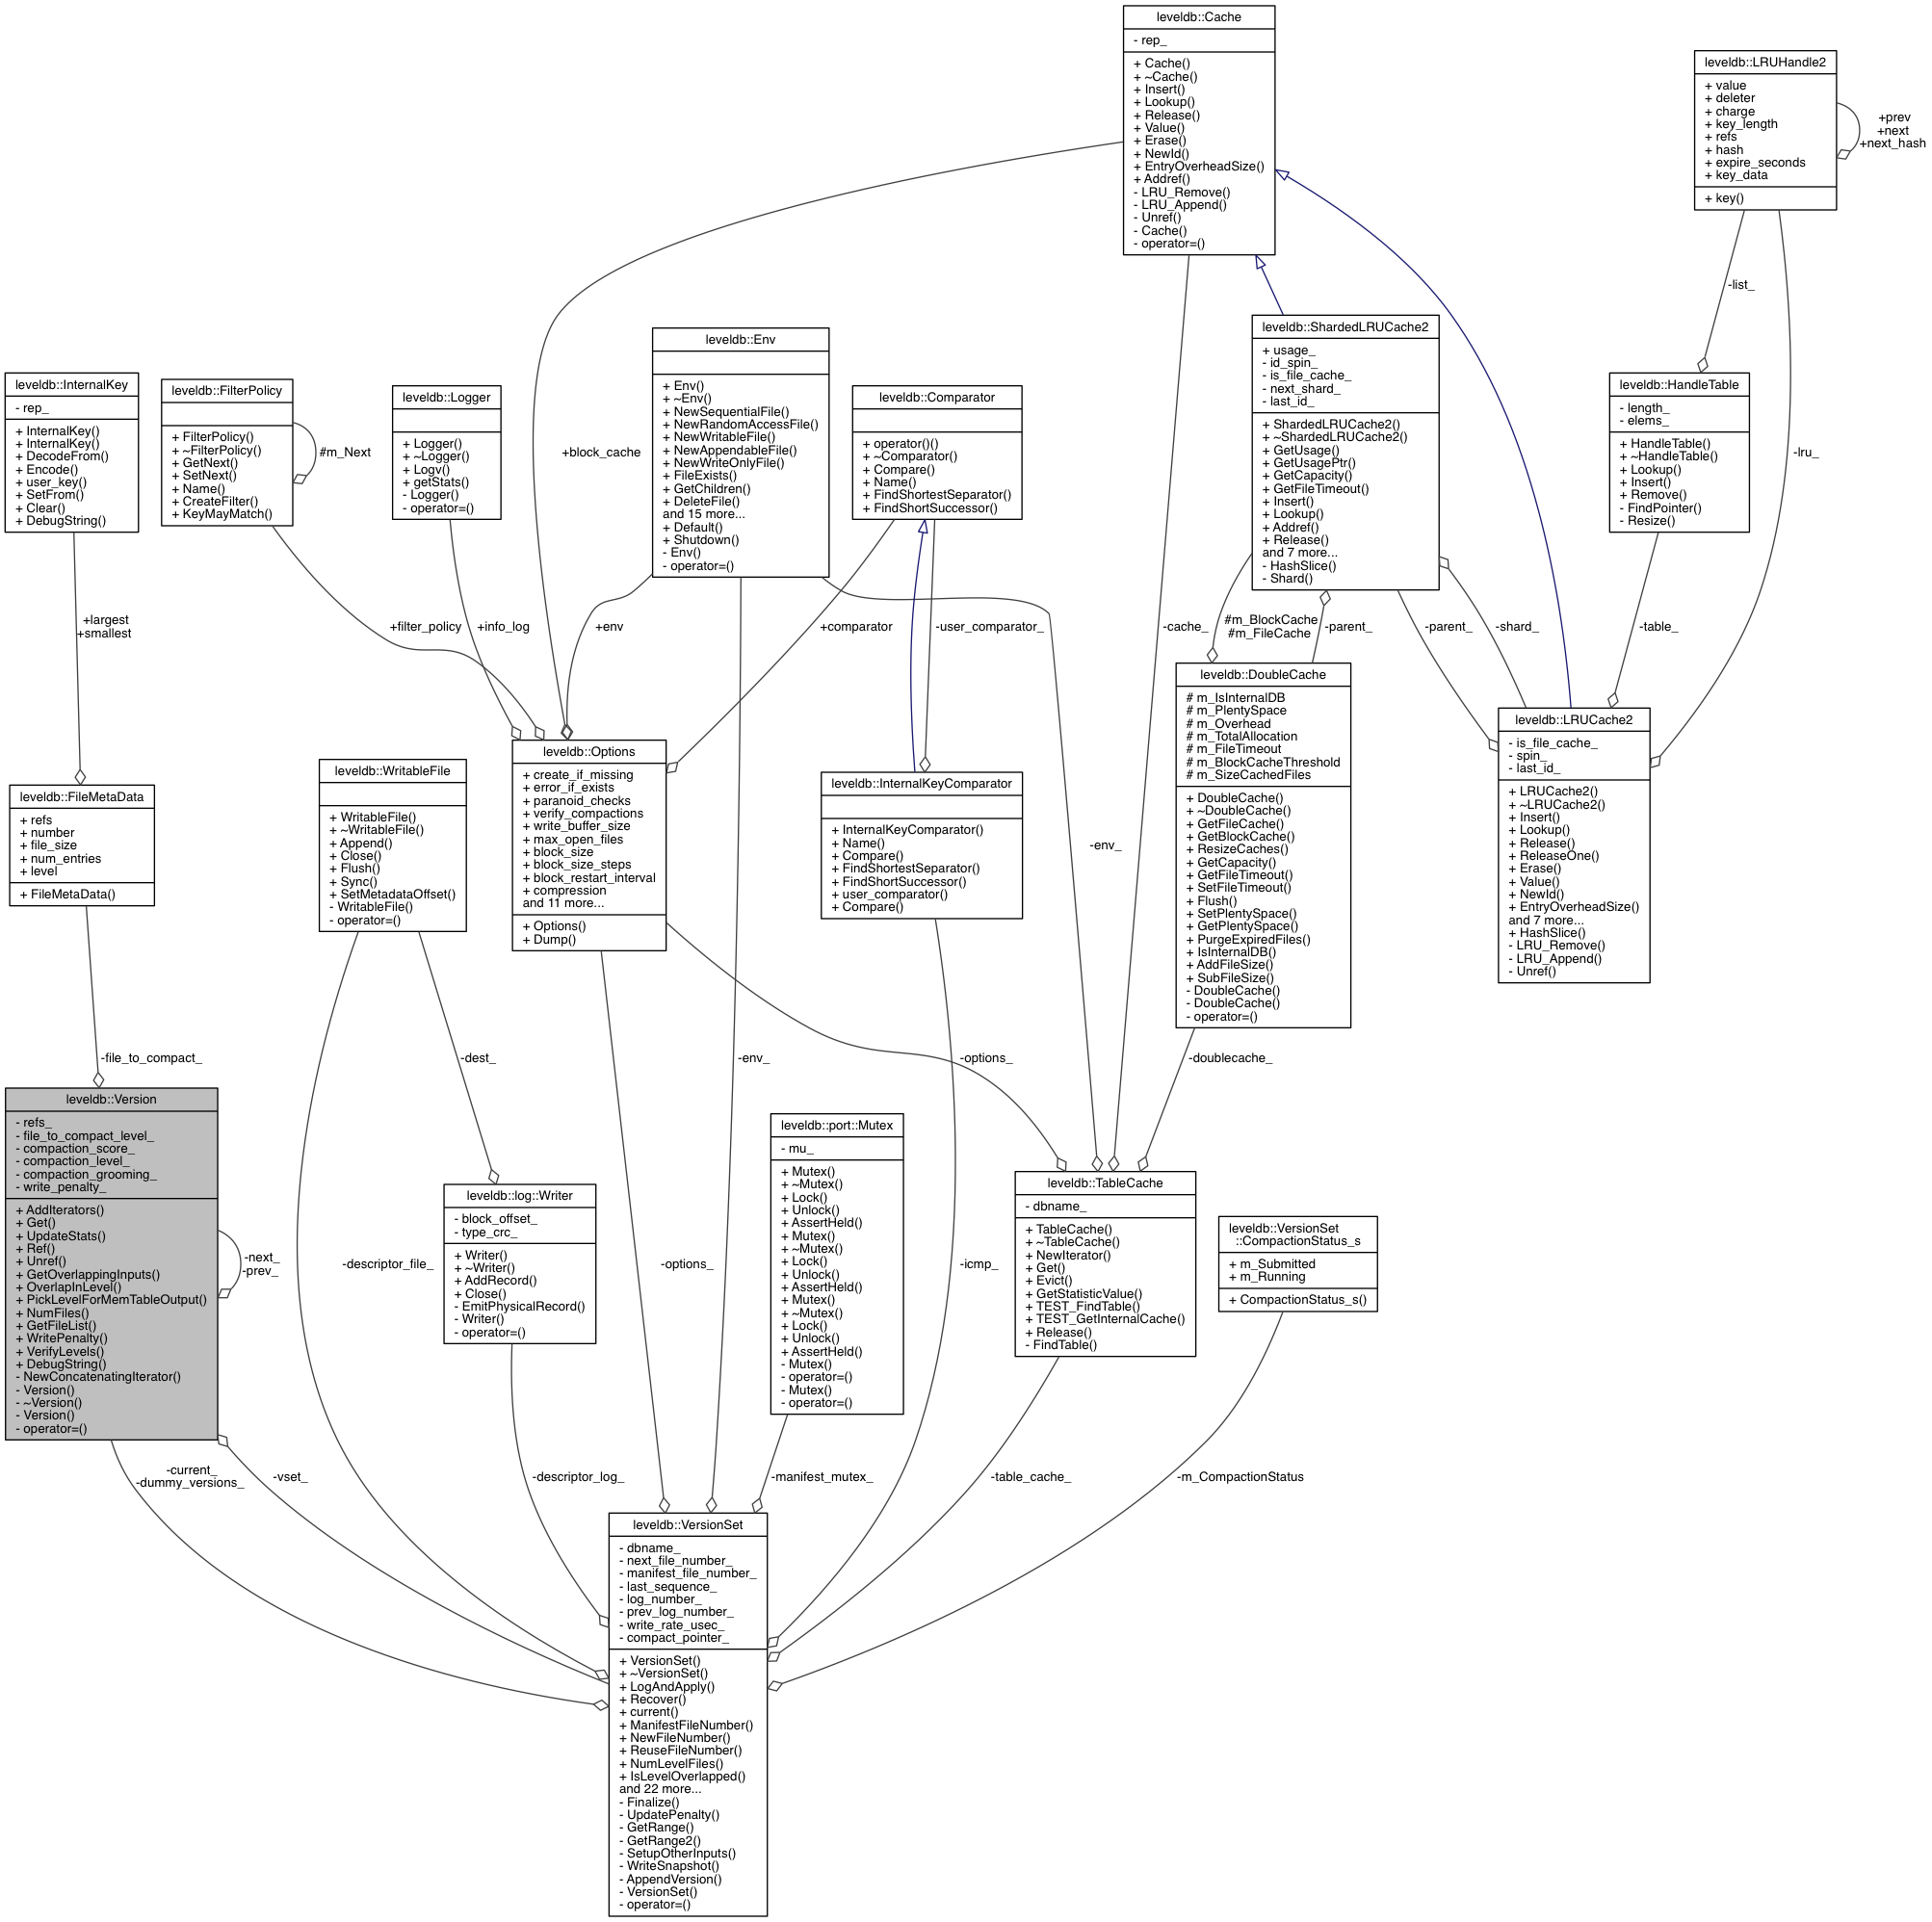 leveldb::Cache
- rep_
+ Cache()
+ ~Cache()
+ Insert()
+ Lookup()
+ Release()
+ Value()
+ Erase()
+ NewId()
+ EntryOverheadSize()
+ Addref()
- LRU_Remove()
- LRU_Append()
- Unref()
- Cache()
- operator=()
leveldb::LRUHandle2
+ value
+ deleter
+ charge
+ key_length
+ refs
+ hash
+ expire_seconds
+ key_data
+ key()
+prev
+next
+next_hash
-list_
-lru_
leveldb::ShardedLRUCache2
+ usage_
- id_spin_
- is_file_cache_
- next_shard_
- last_id_
+ ShardedLRUCache2()
+ ~ShardedLRUCache2()
+ GetUsage()
+ GetUsagePtr()
+ GetCapacity()
+ GetFileTimeout()
+ Insert()
+ Lookup()
+ Addref()
+ Release()
and 7 more...
- HashSlice()
- Shard()
leveldb::HandleTable
- length_
- elems_
+ HandleTable()
+ ~HandleTable()
+ Lookup()
+ Insert()
+ Remove()
- FindPointer()
- Resize()
leveldb::Env
+ Env()
+ ~Env()
+ NewSequentialFile()
+ NewRandomAccessFile()
+ NewWritableFile()
+ NewAppendableFile()
+ NewWriteOnlyFile()
+ FileExists()
+ GetChildren()
+ DeleteFile()
and 15 more...
+ Default()
+ Shutdown()
- Env()
- operator=()
leveldb::InternalKey
- rep_
+ InternalKey()
+ InternalKey()
+ DecodeFrom()
+ Encode()
+ user_key()
+ SetFrom()
+ Clear()
+ DebugString()
leveldb::FilterPolicy
+ FilterPolicy()
+ ~FilterPolicy()
+ GetNext()
+ SetNext()
+ Name()
+ CreateFilter()
+ KeyMayMatch()
#m_Next
leveldb::Logger
+ Logger()
+ ~Logger()
+ Logv()
+ getStats()
- Logger()
- operator=()
+block_cache
leveldb::Comparator
+ operator()()
+ ~Comparator()
+ Compare()
+ Name()
+ FindShortestSeparator()
+ FindShortSuccessor()
+largest
+smallest
+filter_policy
+info_log
+env
+comparator
-user_comparator_
-cache_
#m_BlockCache
#m_FileCache
-parent_
-parent_
-shard_
-table_
leveldb::DoubleCache
# m_IsInternalDB
# m_PlentySpace
# m_Overhead
# m_TotalAllocation
# m_FileTimeout
# m_BlockCacheThreshold
# m_SizeCachedFiles
+ DoubleCache()
+ ~DoubleCache()
+ GetFileCache()
+ GetBlockCache()
+ ResizeCaches()
+ GetCapacity()
+ GetFileTimeout()
+ SetFileTimeout()
+ Flush()
+ SetPlentySpace()
+ GetPlentySpace()
+ PurgeExpiredFiles()
+ IsInternalDB()
+ AddFileSize()
+ SubFileSize()
- DoubleCache()
- DoubleCache()
- operator=()
leveldb::LRUCache2
- is_file_cache_
- spin_
- last_id_
+ LRUCache2()
+ ~LRUCache2()
+ Insert()
+ Lookup()
+ Release()
+ ReleaseOne()
+ Erase()
+ Value()
+ NewId()
+ EntryOverheadSize()
and 7 more...
+ HashSlice()
- LRU_Remove()
- LRU_Append()
- Unref()
leveldb::Options
+ create_if_missing
+ error_if_exists
+ paranoid_checks
+ verify_compactions
+ write_buffer_size
+ max_open_files
+ block_size
+ block_size_steps
+ block_restart_interval
+ compression
and 11 more...
+ Options()
+ Dump()
leveldb::WritableFile
+ WritableFile()
+ ~WritableFile()
+ Append()
+ Close()
+ Flush()
+ Sync()
+ SetMetadataOffset()
- WritableFile()
- operator=()
leveldb::InternalKeyComparator
+ InternalKeyComparator()
+ Name()
+ Compare()
+ FindShortestSeparator()
+ FindShortSuccessor()
+ user_comparator()
+ Compare()
leveldb::FileMetaData
+ refs
+ number
+ file_size
+ num_entries
+ level
+ FileMetaData()
-env_
-file_to_compact_
-dest_
-env_
-options_
-doublecache_
leveldb::Version
- refs_
- file_to_compact_level_
- compaction_score_
- compaction_level_
- compaction_grooming_
- write_penalty_
+ AddIterators()
+ Get()
+ UpdateStats()
+ Ref()
+ Unref()
+ GetOverlappingInputs()
+ OverlapInLevel()
+ PickLevelForMemTableOutput()
+ NumFiles()
+ GetFileList()
+ WritePenalty()
+ VerifyLevels()
+ DebugString()
- NewConcatenatingIterator()
- Version()
- ~Version()
- Version()
- operator=()
-next_
-prev_
-descriptor_file_
leveldb::log::Writer
- block_offset_
- type_crc_
+ Writer()
+ ~Writer()
+ AddRecord()
+ Close()
- EmitPhysicalRecord()
- Writer()
- operator=()
-options_
leveldb::port::Mutex
- mu_
+ Mutex()
+ ~Mutex()
+ Lock()
+ Unlock()
+ AssertHeld()
+ Mutex()
+ ~Mutex()
+ Lock()
+ Unlock()
+ AssertHeld()
+ Mutex()
+ ~Mutex()
+ Lock()
+ Unlock()
+ AssertHeld()
- Mutex()
- operator=()
- Mutex()
- operator=()
-icmp_
leveldb::TableCache
- dbname_
+ TableCache()
+ ~TableCache()
+ NewIterator()
+ Get()
+ Evict()
+ GetStatisticValue()
+ TEST_FindTable()
+ TEST_GetInternalCache()
+ Release()
- FindTable()
leveldb::VersionSet
::CompactionStatus_s
+ m_Submitted
+ m_Running
+ CompactionStatus_s()
-current_
-dummy_versions_
-vset_
-descriptor_log_
-manifest_mutex_
-table_cache_
-m_CompactionStatus
leveldb::VersionSet
- dbname_
- next_file_number_
- manifest_file_number_
- last_sequence_
- log_number_
- prev_log_number_
- write_rate_usec_
- compact_pointer_
+ VersionSet()
+ ~VersionSet()
+ LogAndApply()
+ Recover()
+ current()
+ ManifestFileNumber()
+ NewFileNumber()
+ ReuseFileNumber()
+ NumLevelFiles()
+ IsLevelOverlapped()
and 22 more...
- Finalize()
- UpdatePenalty()
- GetRange()
- GetRange2()
- SetupOtherInputs()
- WriteSnapshot()
- AppendVersion()
- VersionSet()
- operator=()